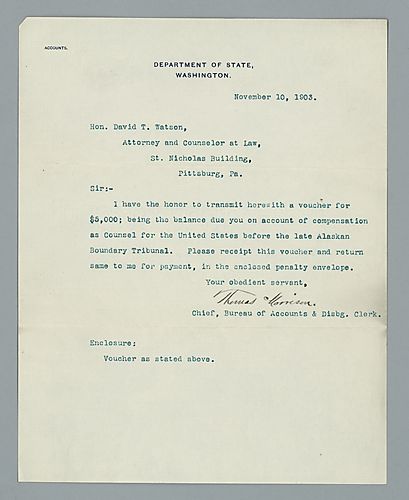 ACCOUNTS.
DEPARTMENT OF STATE,
WASHINGTON.
November 10, 1903.
Hon. David T. Watson,
Attorney and Counselor at Law,
St. Nicholas Building,
Pittsburg, Pa.
Sir:-
I have the honor to transmit herewith a voucher for
$5,000; being the balance due you on account of compensation
as Counsel for the United States before the late Alaskan
Boundary Tribunal. Please receipt this voucher and return
same to me for payment, in the enclosed penalty envelope.
Your obedient servant,
Thomas Morrison.
Chief, Bureau of Accounts & Disbg. Clerk.
Enclosure:
Voucher as stated above.